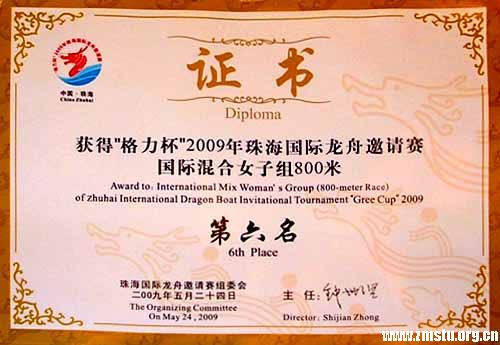 证书
Diploma
中国·珠海
China Zhuhai
获得"格力杯"2009年珠海国际龙舟邀请赛
国际混合女子组800米
Award to: International Mix Woman's Group (800-meter Race)
of Zhuhai International Dragon Boat Invitational Tournament "Gree Cup" 2009
第六名
6th Place
珠海国际龙舟邀请赛组委会
二00九年五月二十四日
The Organizing Committee
On May 24, 2009
主任:
Director: Shijian Zhong
www.zmstu.org.cn